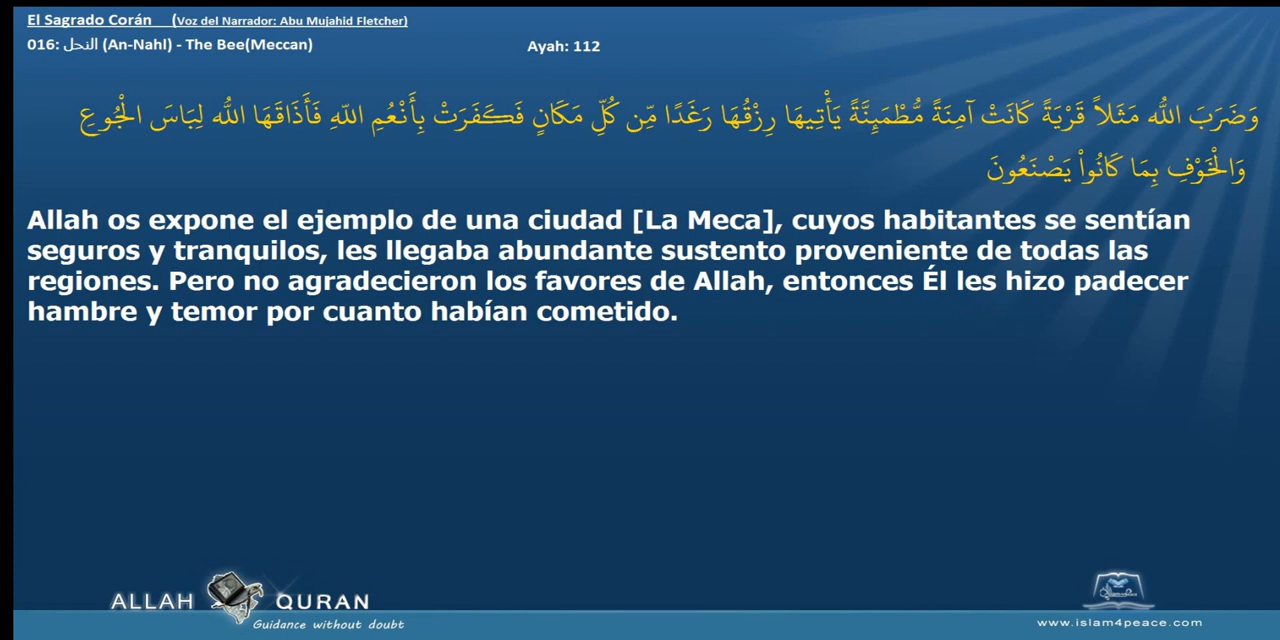 El Sagrado Corán (Voz del Narrador: Abu Mujahid Fletcher)
016: النحل (An-Nahl) - The Bee(Meccan) Ayah: 112
وَضَرَبَ اللّهُ مَثَلاً قَرْيَةً كَانَتْ آمِنَةً مُّطْمَئِنَّةً يَأْتِيهَا رِزْقُهَا رَغَدًا مِّن كُلِّ مَكَانٍ فَكَفَرَتْ بِأَنْعُمِ اللّهِ فَأَذَاقَهَا اللّهُ لِبَاسَ الْجُوعِ
وَالْخَوْفِ بِمَا كَانُواْ يَصْنَعُونَ
Allah os expone el ejemplo de una ciudad [La Meca], cuyos habitantes se sentían
seguros y tranquilos, les llegaba abundante sustento proveniente de todas las
regiones. Pero no agradecieron los favores de Allah, entonces Él les hizo padecer
hambre y temor por cuanto habían cometido.
ALLAH QURAN
Guidance without doubt
www.islam4peace.com